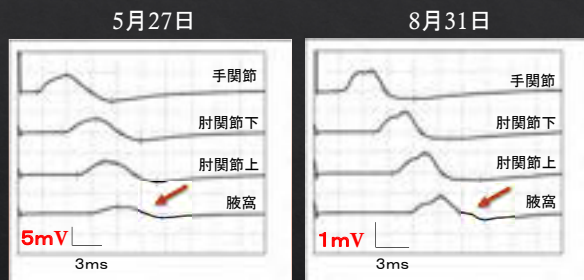 5月27日
手関節
肘関節下
肘関節上
腋窩
5mV
3ms
8月31日
手関節
肘関節下
肘関節上
腋窩
1mV
3ms